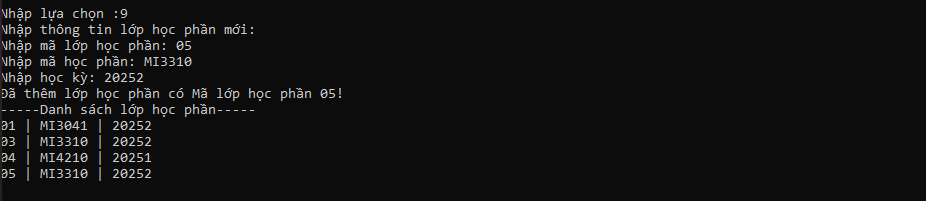 Nhập lựa chọn :9
Nhập thông tin lớp học phần mới:
Nhập mã lớp học phần: 05
Nhập mã học phần: MI3310
Nhập học kỳ: 20252
Đã thêm lớp học phần có Mã lớp học phần 05!
-----Danh sách lớp học phần-----
01 | MI3041 | 20252
03 | MI3310 | 20252
04 | MI4210 | 20251
05 | MI3310 | 20252